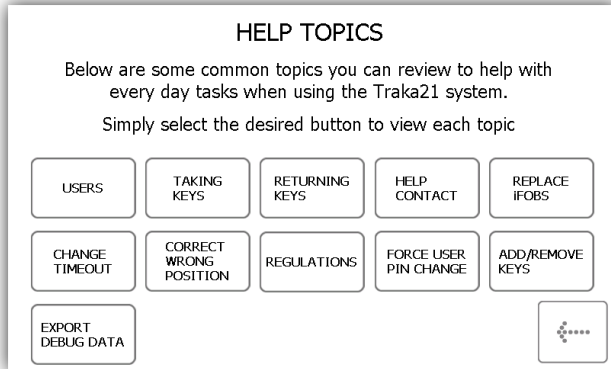 HELP TOPICS
Below are some common topics you can review to help with
every day tasks when using the Traka21 system.
Simply select the desired button to view each topic
USERS
TAKING
KEYS
RETURNING
KEYS
HELP
CONTACT
REPLACE
iFOBS
CHANGE
TIMEOUT
CORRECT
WRONG
POSITION
REGULATIONS
FORCE USER
PIN CHANGE
ADD/REMOVE
KEYS
EXPORT
DEBUG DATA